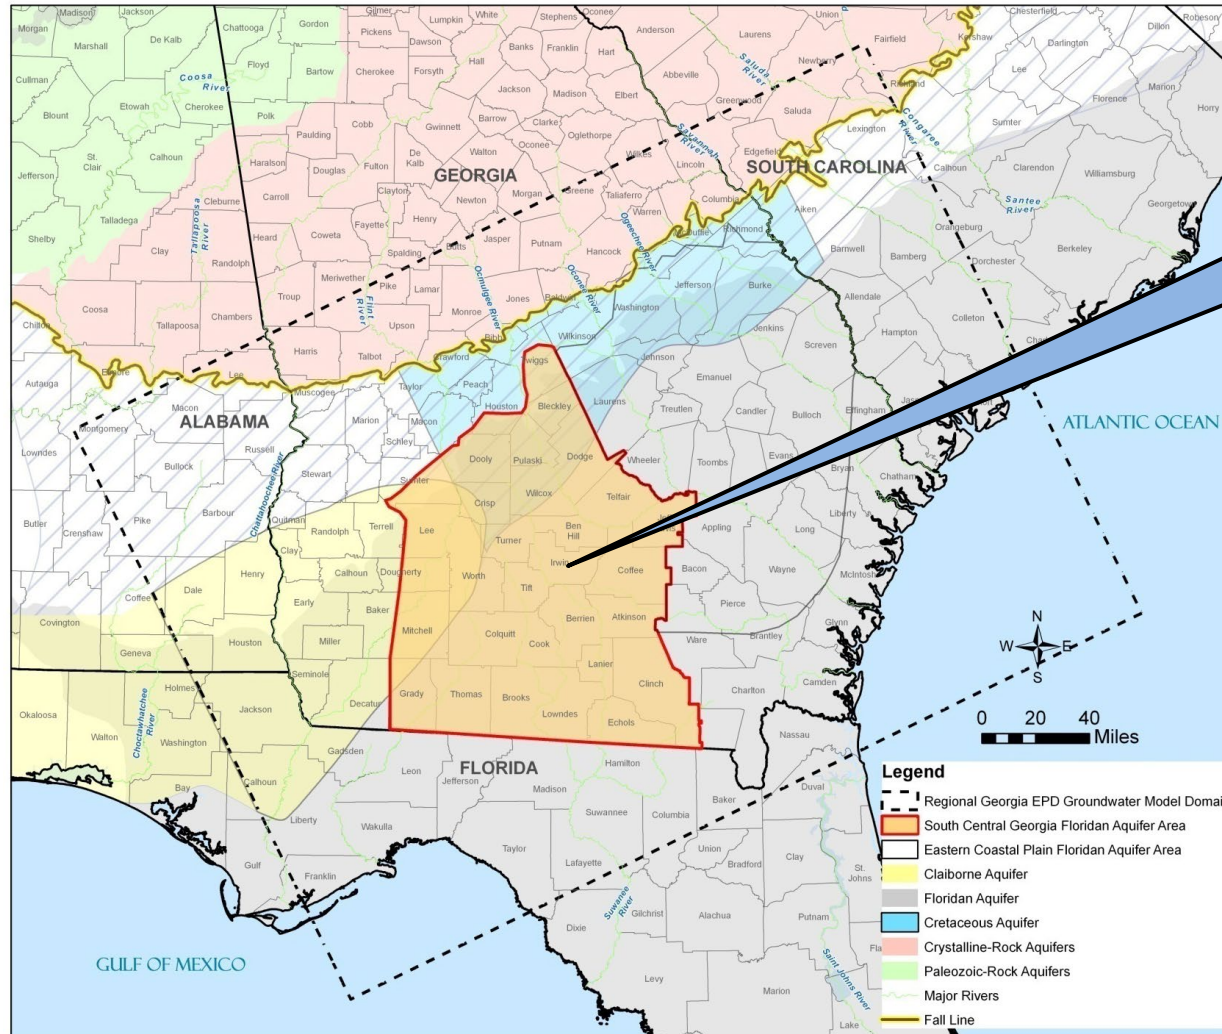 Madison
Jackson
Chattooga
Gordon
Gilmer
Lumpkin
White
Stephens
Oconee
Anderson
Laurens
Union
Fairfield
Kershaw
Chesterfield
Dillon
Robeson
Morgan
Marshall
De Kalb
Pickens
Dawson
Banks
Franklin
Hart
Darlington
Cullman
Floyd
Bartow
Cherokee
Forsyth
Hall
Abbeville
Saluda
River
Newberry
Lee
Marion
Coosa
River
Etowah
Cherokee
Jackson
Madison
Elbert
Greenwood
Richland
Florence
Horry
Blount
Polk
Cobb
Gwinnett
Barrow
Clarke
Oglethorpe
Savannah
River
Saluda
Lexington
Sumter
Congaree
River
St.
Clair
Calhoun
Paulding
Haralson
De
Kalb
Walton
Oconee
Wilkes
Lincoln
Edgefield
Calhoun
Clarendon
Williamsburg
Jefferson
Cleburne
Carroll
Douglas
Fulton
GEORGIA
SOUTH CAROLINA
Talladega
Tallapoosa
River
Clayton
Newton
Morgan
Greene
Taliaferro
Columbia
Santee
River
Georgetown
Shelby
Clay
Randolph
Heard
Coweta
Fayette
Henry
Spalding
Butts
Jasper
Putnam
Hancock
Warren
Ogeechee River
McDuffie
Richmond
Aiken
Barnwell
Orangeburg
Bamberg
Dorchester
Berkeley
Meriwether
Pike
Lamar
Coosa
Troup
Flint
River
Ocmulgee River
Jones
Baldwin
Oconee River
Washington
Jefferson
Burke
Allendale
Colleton
Chilton
Tallapoosa
Chambers
Upson
Monroe
Bibb
Wilkinson
Hampton
Harris
Talbot
Crawford
Twiggs
Johnson
Jenkins
Screven
Autauga
Elmore
Lee
Muscogee
Taylor
Peach
Houston
Bleckley
Laurens
Emanuel
Macon
ALABAMA
Marion
Macon
Treutlen
Candler
Bulloch
Effingham
ATLANTIC OCEAN
Montgomery
Lowndes
Russell
Schley
Dooly
Pulaski
Dodge
Wheeler
Toombs
Evans
Bryan
Bullock
Stewart
Sumter
Chatham
Chattahoochee River
Crisp
Wilcox
Telfair
Butler
Pike
Barbour
Quitman
Randolph
Terrell
Lee
Turner
Ben
Hill
Appling
Long
Liberty
Crenshaw
Clay
Irwin
Henry
Calhoun
Dougherty
Worth
Tift
Coffee
Bacon
Wayne
McIntosh
Coffee
Dale
Early
Baker
Covington
Geneva
Houston
Miller
Mitchell
Colquitt
Cook
Berrien
Atkinson
Pierce
Ware
Brantley
Glynn
Lanier
Seminole
Decatur
Grady
Thomas
Brooks
Clinch
Charlton
Camden
Okaloosa
Walton
Holmes
Jackson
Choctawhatchee
River
Washington
Lowndes
Echols
Nassau
N
W
E
S
0 20 40
Miles
Gadsden
Leon
FLORIDA
Hamilton
Jefferson
Madison
Bay
Calhoun
Liberty
Wakulla
Suwannee
Columbia
Baker
Duval
Gulf
Franklin
Taylor
Lafayette
Union
Bradford
Clay
St.
Johns
Suwanee
River
Gilchrist
Alachua
Putnam
Dixie
Levy
Marion
Saint Johns River
Lake
GULF OF MEXICO
Legend
Regional Georgia EPD Groundwater Model Domai
South Central Georgia Floridan Aquifer Area
Eastern Coastal Plain Floridan Aquifer Area
Claiborne Aquifer
Floridan Aquifer
Cretaceous Aquifer
Crystalline-Rock Aquifers
Paleozoic-Rock Aquifers
Major Rivers
Fall Line